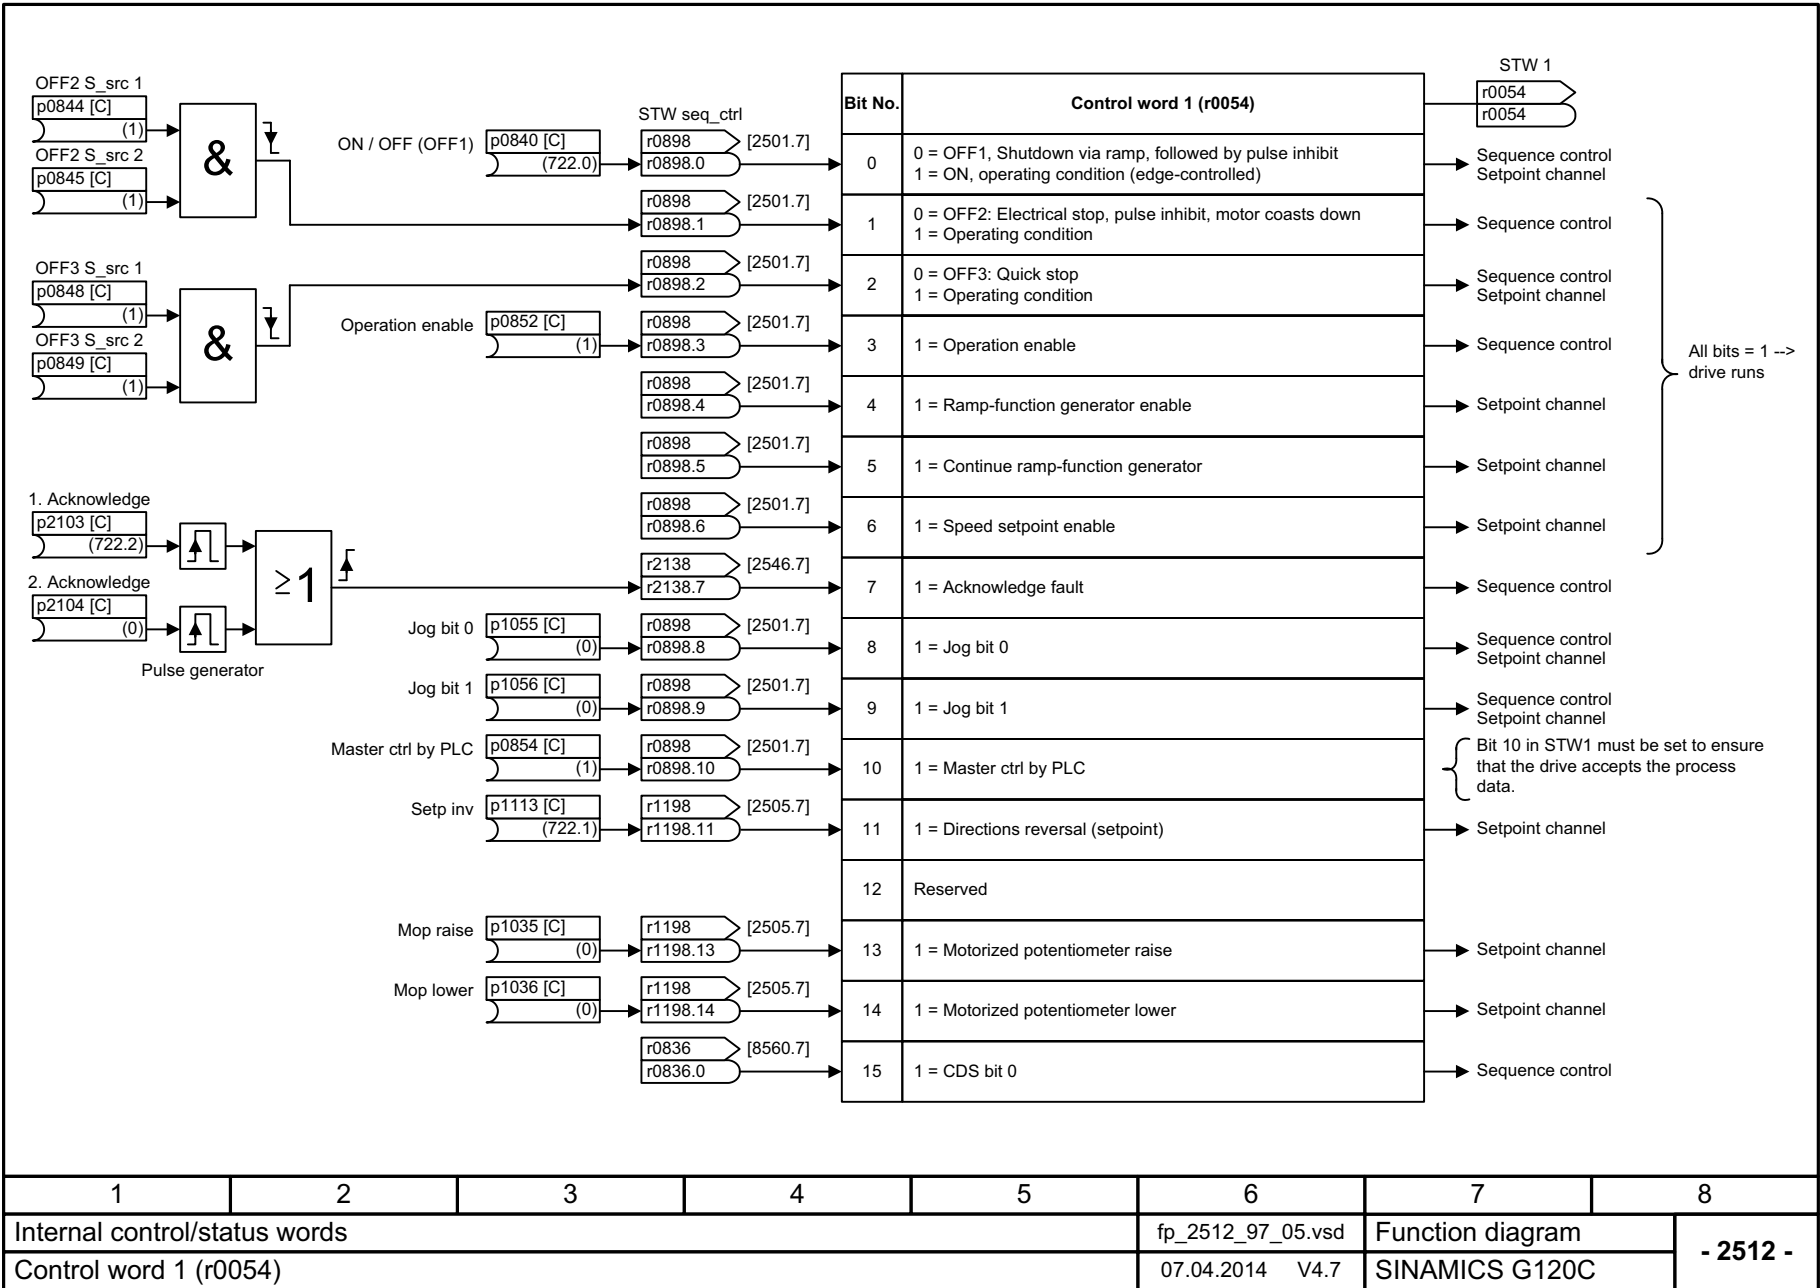 OFF2 S_src 1
p0844 [C]
(1)
OFF2 S_src 2
p0845 [C]
(1)
&
OFF3 S_src 1
p0848 [C]
(1)
OFF3 S_src 2
p0849 [C]
(1)
&
1. Acknowledge
p2103 [C]
(722.2)
2. Acknowledge
p2104 [C]
(0)
Pulse generator
≥1
STW seq_ctrl
ON / OFF (OFF1)
p0840 [C]
(722.0)
r0898
[2501.7]
r0898.0
r0898
[2501.7]
r0898.1
r0898
[2501.7]
r0898.2
Operation enable
p0852 [C]
(1)
r0898
[2501.7]
r0898.3
r0898
[2501.7]
r0898.4
r0898
[2501.7]
r0898.5
r0898
[2501.7]
r0898.6
r2138
[2546.7]
r2138.7
Jog bit 0
p1055 [C]
(0)
r0898
[2501.7]
r0898.8
Jog bit 1
p1056 [C]
(0)
r0898
[2501.7]
r0898.9
Master ctrl by PLC
p0854 [C]
(1)
r0898
[2501.7]
r0898.10
Setp inv
p1113 [C]
(722.1)
r1198
[2505.7]
r1198.11
Mop raise
p1035 [C]
(0)
r1198
[2505.7]
r1198.13
Mop lower
p1036 [C]
(0)
r1198
[2505.7]
r1198.14
r0836
[8560.7]
r0836.0
Bit No.
Control word 1 (r0054)
0
0 = OFF1, Shutdown via ramp, followed by pulse inhibit
1 = ON, operating condition (edge-controlled)
1
0 = OFF2: Electrical stop, pulse inhibit, motor coasts down
1 = Operating condition
2
0 = OFF3: Quick stop
1 = Operating condition
3
1 = Operation enable
4
1 = Ramp-function generator enable
5
1 = Continue ramp-function generator
6
1 = Speed setpoint enable
7
1 = Acknowledge fault
8
1 = Jog bit 0
9
1 = Jog bit 1
10
1 = Master ctrl by PLC
11
1 = Directions reversal (setpoint)
12
Reserved
13
1 = Motorized potentiometer raise
14
1 = Motorized potentiometer lower
15
1 = CDS bit 0
STW 1
r0054
r0054
Sequence control
Setpoint channel
Sequence control
Sequence control
Setpoint channel
Sequence control
Setpoint channel
Setpoint channel
Setpoint channel
All bits = 1 -->
drive runs
Sequence control
Sequence control
Setpoint channel
Sequence control
Setpoint channel
Bit 10 in STW1 must be set to ensure
that the drive accepts the process
data.
Setpoint channel
Setpoint channel
Setpoint channel
Sequence control
1
2
3
4
5
6
7
8
Internal control/status words
fp_2512_97_05.vsd
Function diagram
- 2512 -
Control word 1 (r0054)
07.04.2014 V4.7
SINAMICS G120C